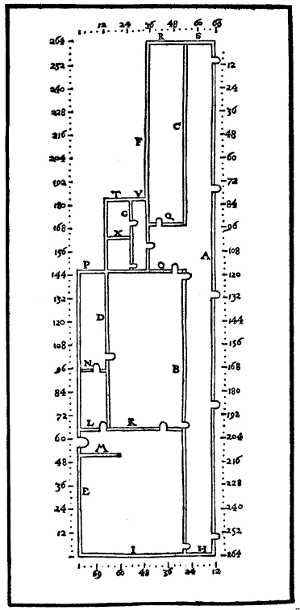 12 24 36 48 60 68
R S
264
252 12
240 24
228 36
216 48
C
F
204 60
192 72
T V
180 84
G Q
168 96
X
156 108
A
P O
144 120
132 132
D
120 144
108 156
N B
96 168
84 180
72 192
L K
60 204
M
48 216
E
36 228
24 240
12 252
I H
264
69 60 48 36 24 12